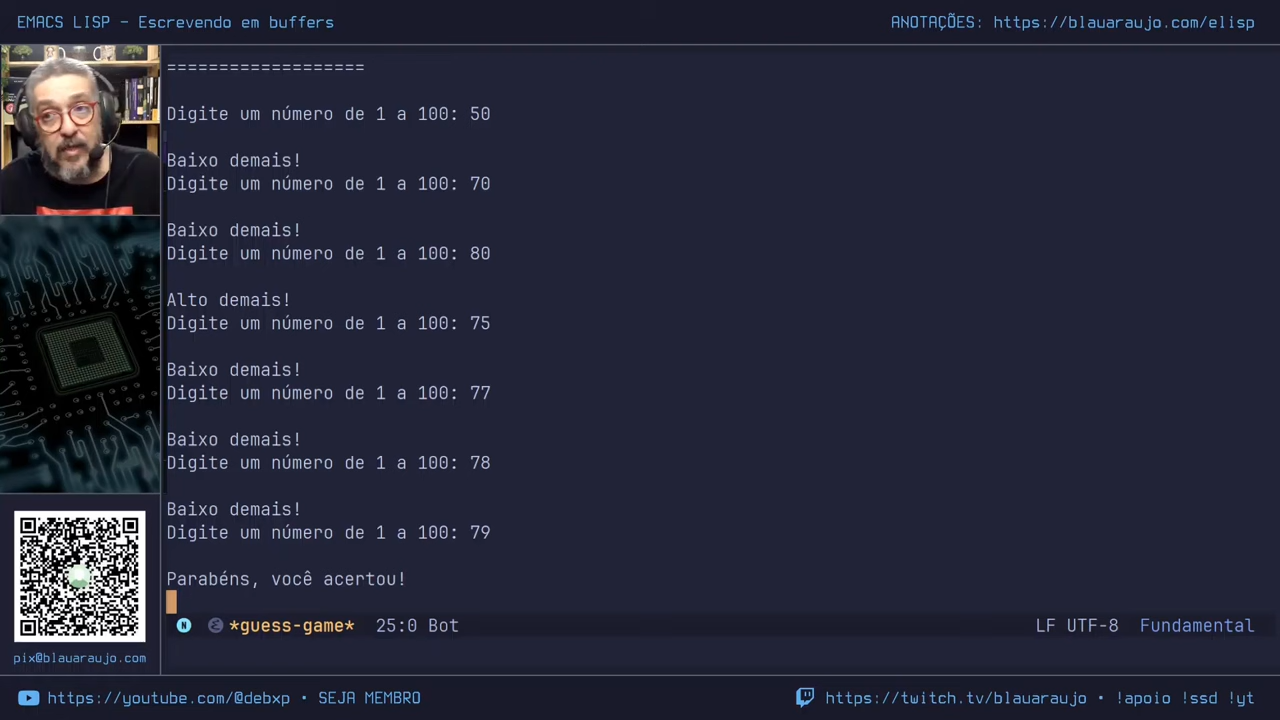 EMACS LISP - Escrevendo em buffers
ANOTAÇÕES: https://blauaraujo.com/elisp
===================
Digite um número de 1 a 100: 50
Baixo demais!
Digite um número de 1 a 100: 70
Baixo demais!
Digite um número de 1 a 100: 80
Alto demais!
Digite um número de 1 a 100: 75
Baixo demais!
Digite um número de 1 a 100: 77
Baixo demais!
Digite um número de 1 a 100: 78
Baixo demais!
Digite um número de 1 a 100: 79
Parabéns, você acertou!
N *guess-game* 25:0 Bot
LF UTF-8 Fundamental
pix@blauaraujo.com
https://youtube.com/@debxp • SEJA MEMBRO
https://twitch.tv/blauaraujo • !apoio !ssd !yt